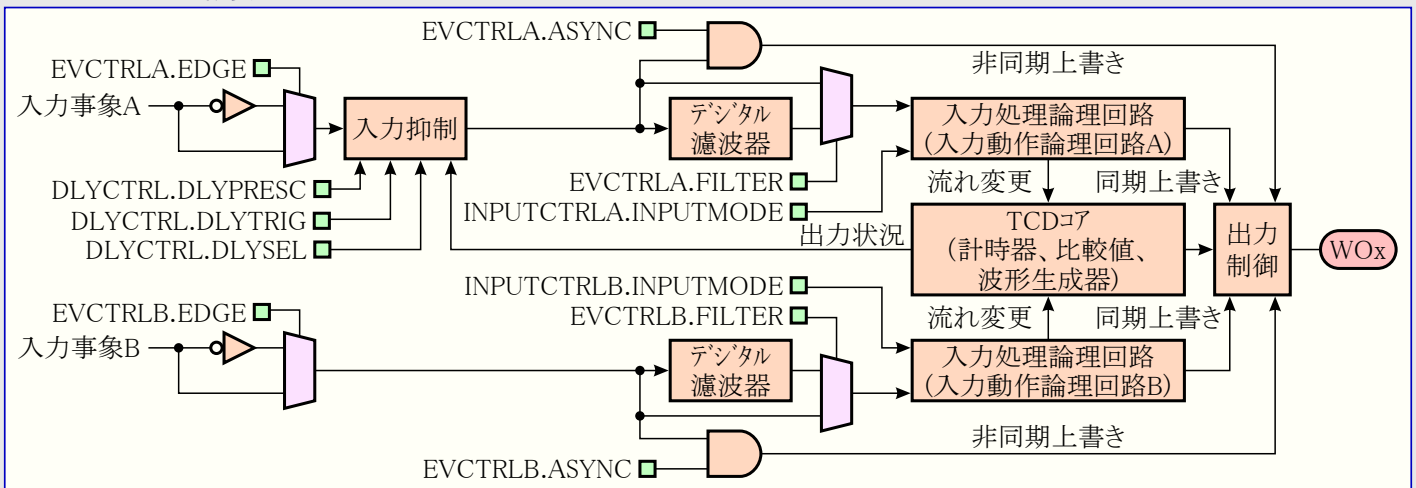 EVCTRLA.ASYNC
非同期上書き
EVCTRLA.EDGE
入力事象A
入力抑制
デジタル
濾波器
入力処理論理回路
(入力動作論理回路A)
DLYCTRL.DLYPRESC
DLYCTRL.DLYTRIG
DLYCTRL.DLYSEL
EVCTRLA.FILTER
INPUTCTRLA.INPUTMODE
流れ変更
同期上書き
出力状況
TCDコア
(計時器、比較値、
波形生成器)
出力
制御
WOx
INPUTCTRLB.INPUTMODE
EVCTRLB.FILTER
流れ変更
同期上書き
EVCTRLB.EDGE
入力事象B
デジタル
濾波器
入力処理論理回路
(入力動作論理回路B)
非同期上書き
EVCTRLB.ASYNC